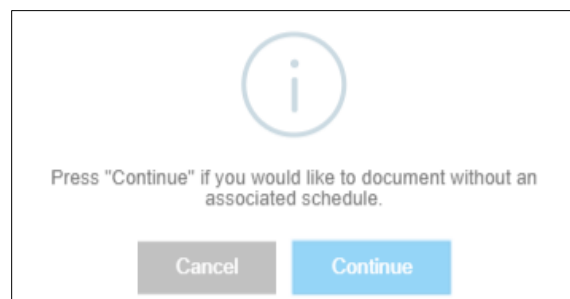 Press "Continue" if you would like to document without an
associated schedule.
Cancel Continue